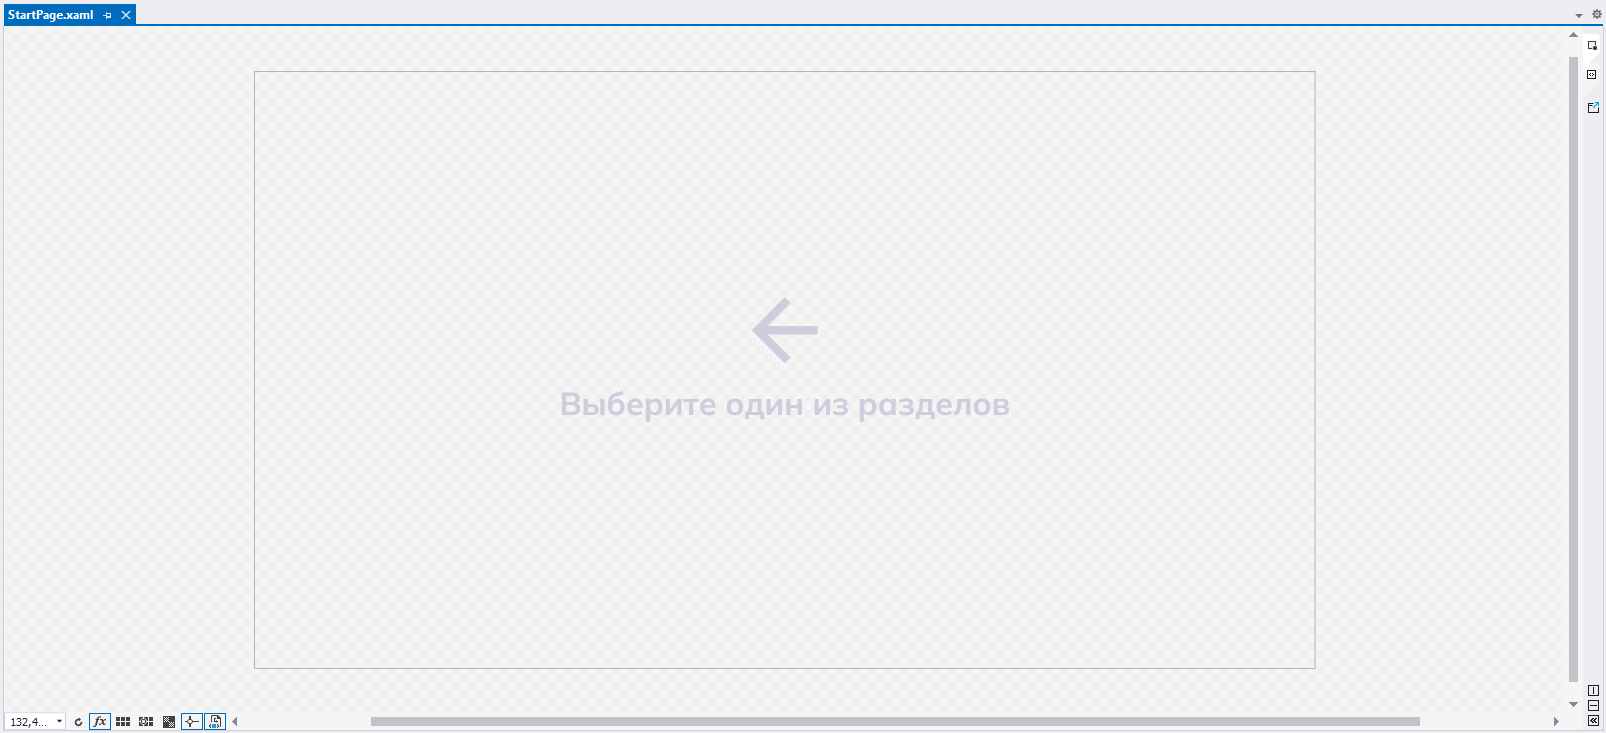 StartPage.xaml
Выберите один из разделов
132,4...
fx